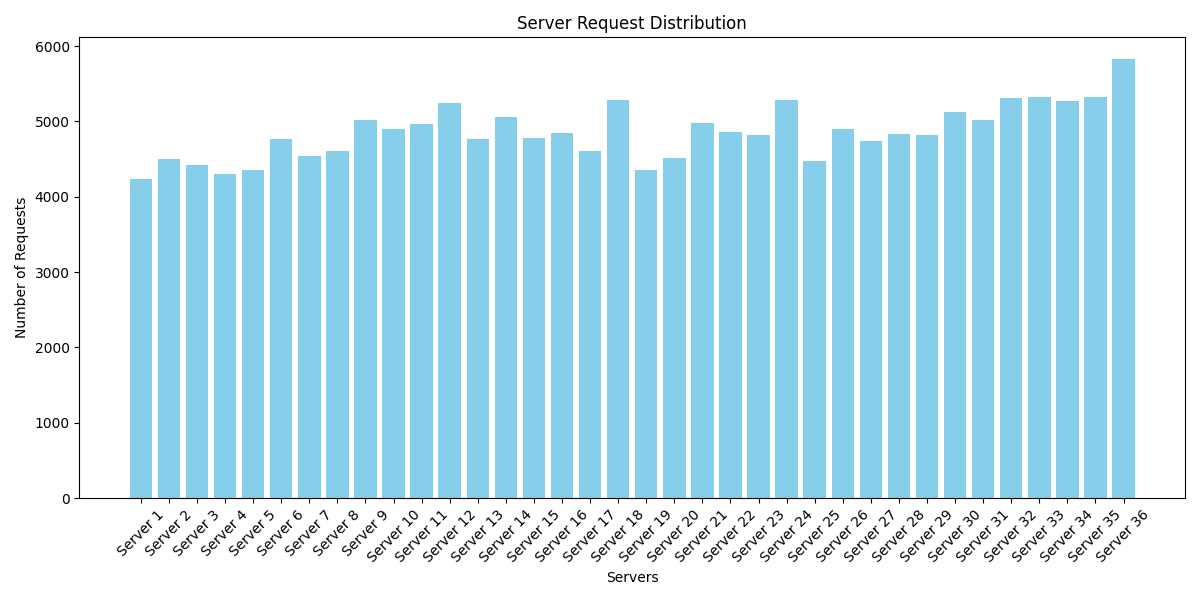 Server Request Distribution
Number of Requests
6000
5000
4000
3000
2000
1000
0
Server 1
Server 2
Server 3
Server 4
Server 5
Server 6
Server 7
Server 8
Server 9
Server 10
Server 11
Server 12
Server 13
Server 14
Server 15
Server 16
Server 17
Server 18
Server 19
Server 20
Server 21
Server 22
Server 23
Server 24
Server 25
Server 26
Server 27
Server 28
Server 29
Server 30
Server 31
Server 32
Server 33
Server 34
Server 35
Server 36
Servers